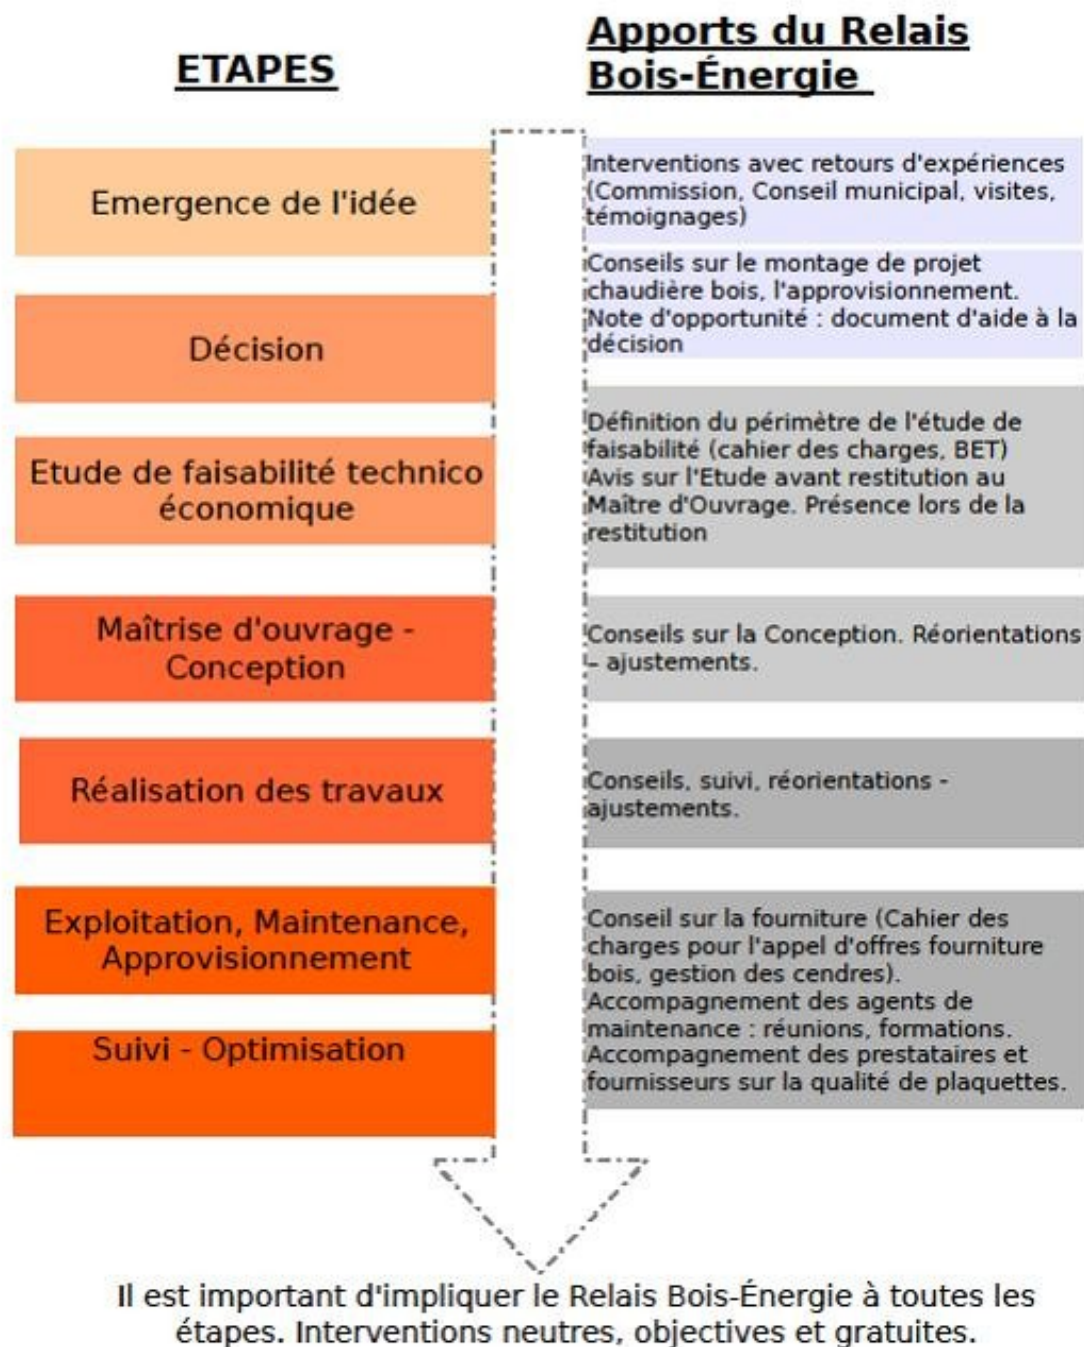 ETAPES
Apports du Relais
Bois-Énergie
Emergence de l'idée
Interventions avec retours d'expériences
(Commission, Conseil municipal, visites,
témoignages)
Décision
Conseils sur le montage de projet
chaudière bois, l'approvisionnement.
Note d'opportunité : document d'aide à la
décision
Etude de faisabilité technico
économique
Définition du périmètre de l'étude de
faisabilité (cahier des charges, BET)
Avis sur l'Etude avant restitution au
Maître d'Ouvrage. Présence lors de la
restitution
Maîtrise d'ouvrage -
Conception
Conseils sur la Conception. Réorientations
– ajustements.
Réalisation des travaux
Conseils, suivi, réorientations -
ajustements.
Exploitation, Maintenance,
Approvisionnement
Suivi - Optimisation
Conseil sur la fourniture (Cahier des
charges pour l'appel d'offres fourniture
bois, gestion des cendres).
Accompagnement des agents de
maintenance : réunions, formations.
Accompagnement des prestataires et
fournisseurs sur la qualité de plaquettes.
Il est important d'impliquer le Relais Bois-Énergie à toutes les
étapes. Interventions neutres, objectives et gratuites.